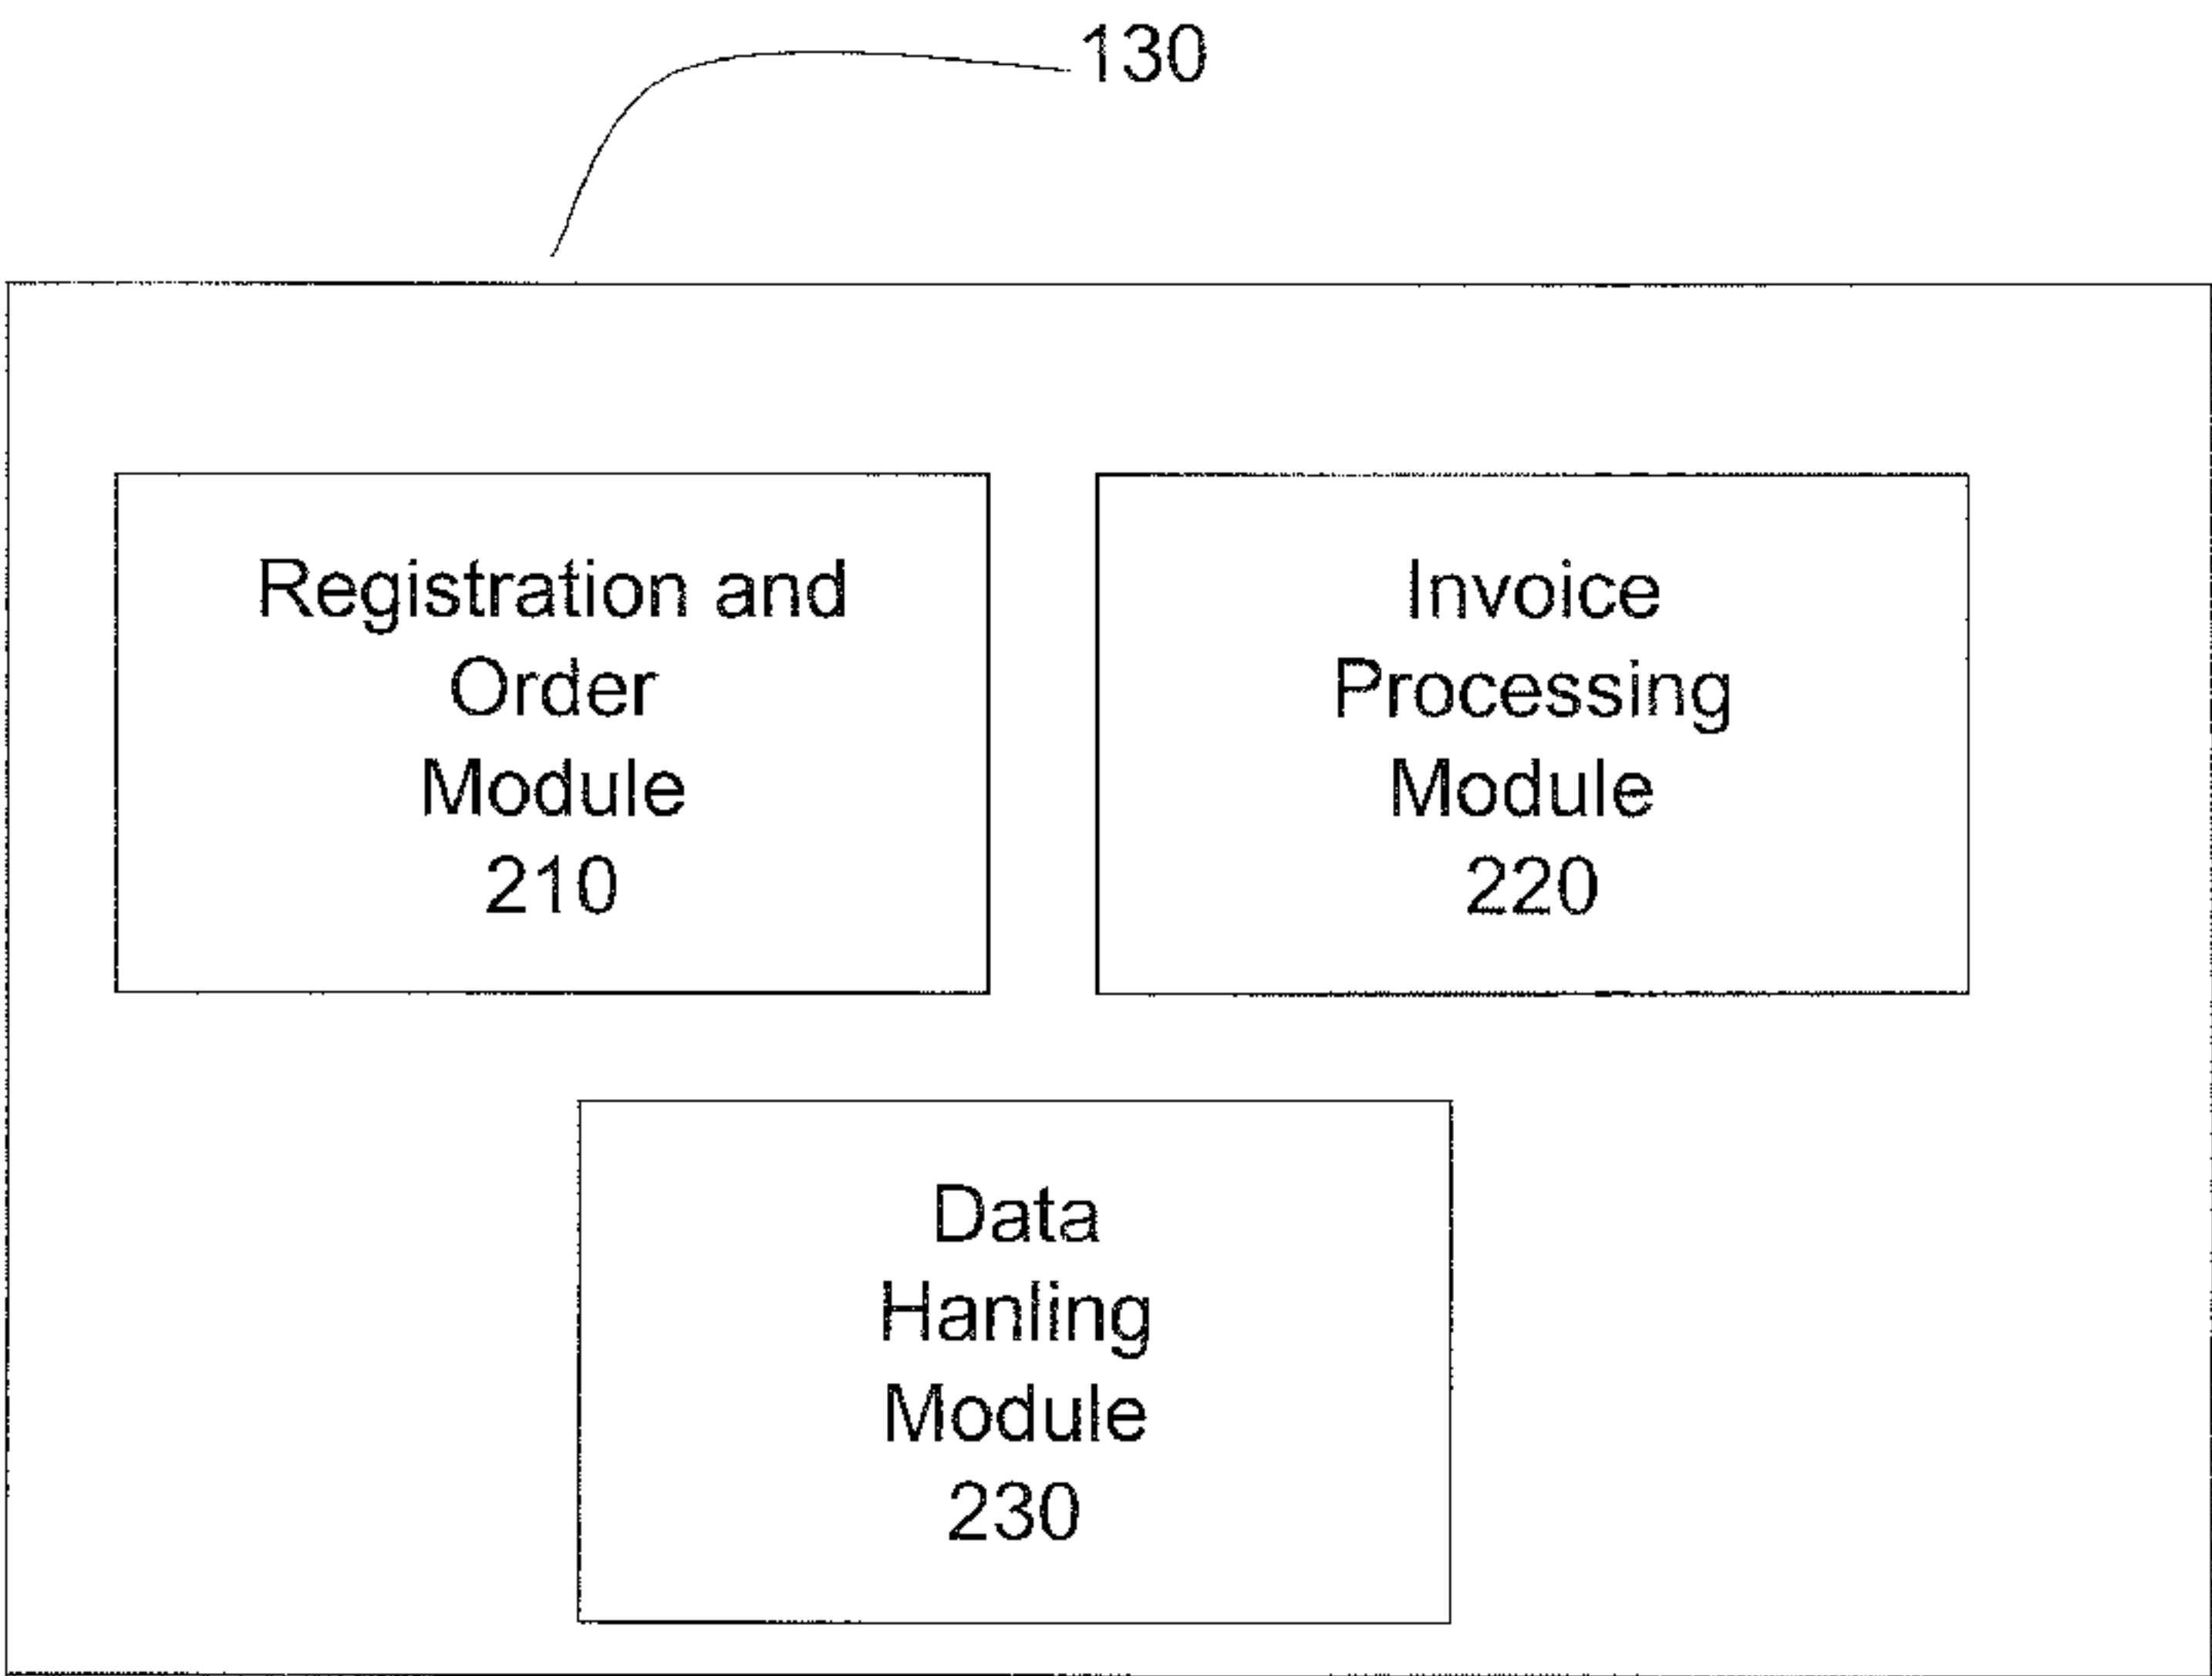 130
Registration and
Order
Module
210
Invoice
Processing
Module
220
Data
Hanling
Module
230